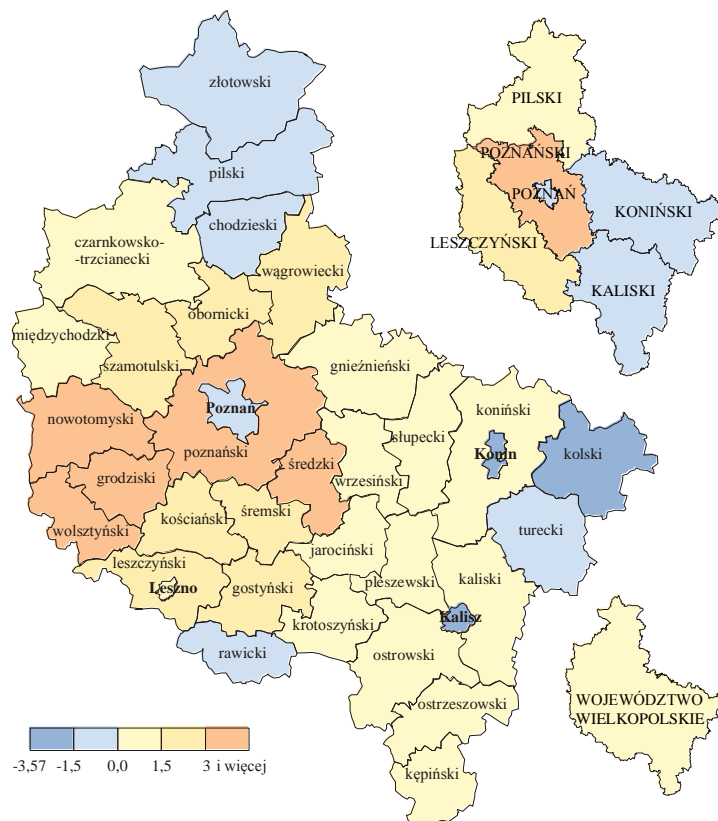 złotowski
pilski
chodzieski
czarnkowsko-
-trzcianecki
wągrowiecki
obornicki
międzychodzki
szamotulski
gnieźnieński
nowotomyski
Poznań
poznański
słupecki
koniński
Konin
kolski
grodziski
średzki
wrzesiński
wolsztyński
kościański
śremski
turecki
leszczyński
Leszno
gostyński
jarociński
pleszewski
kaliski
krotoszyński
Kalisz
rawicki
ostrowski
ostrzeszowski
kępiński
PILSKI
POZNAŃSKI
POZNAŃ
KONIŃSKI
LESZCZYŃSKI
KALISKI
WOJEWÓDZTWO
WIELKOPOLSKIE
-3,57 -1,5 0,0 1,5 3 i więcej